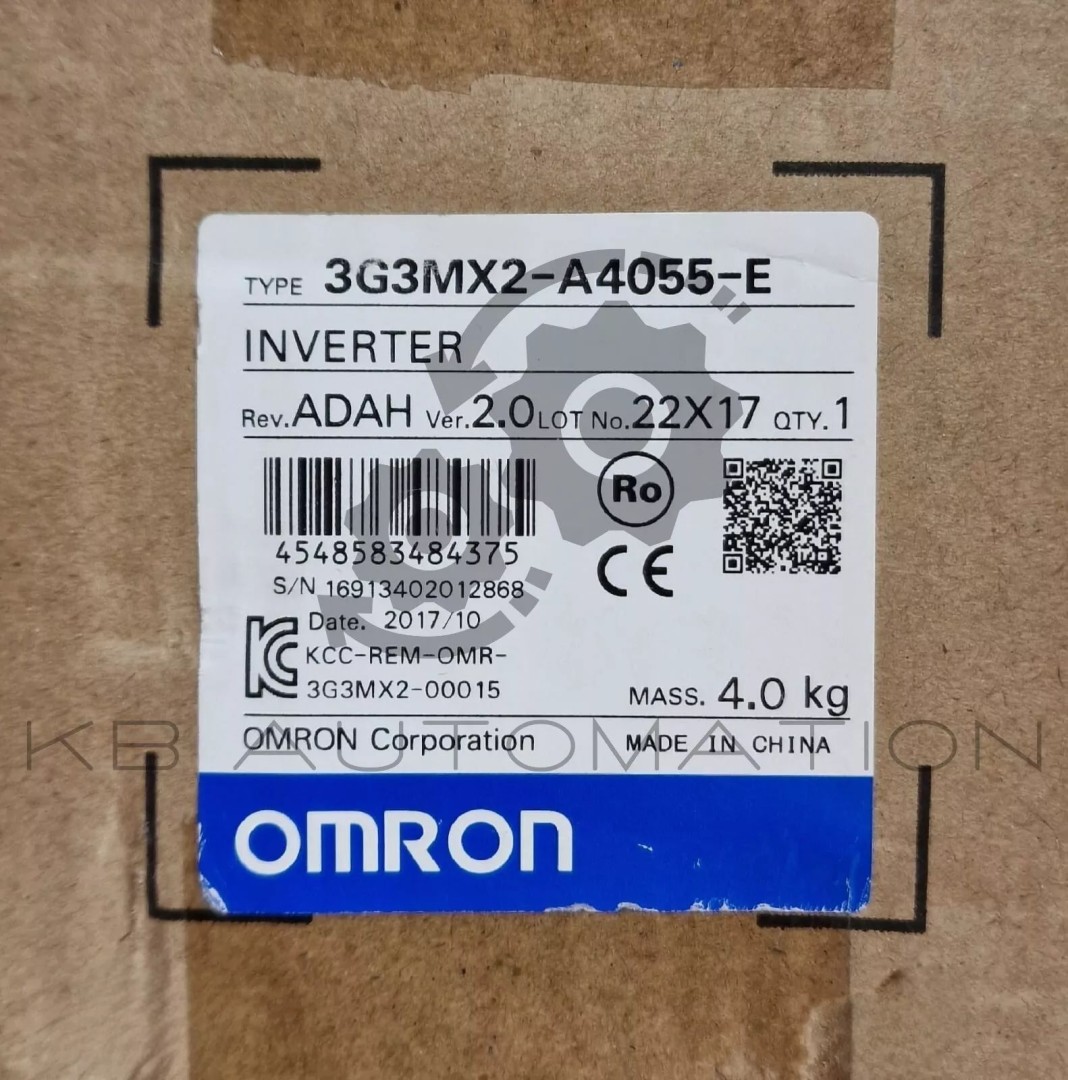 TYPE 3G3MX2-A4055-E
INVERTER
Rev. ADAH Ver. 2.0 LOT No. 22X17 QTY. 1
Ro
4548583484375
CE
S/N 16913402012868
Date. 2017/10
KC
KCC-REM-OMR-
3G3MX2-00015
MASS. 4.0 kg
KB AUTOMATION
OMRON Corporation MADE IN CHINA
OMRON